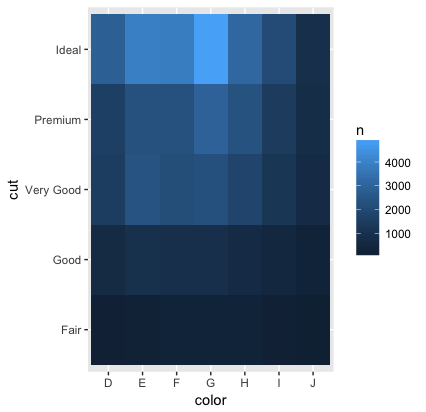 Ideal
Premium
Very Good
Good
Fair
cut
D E F G H I J
color
n
4000
3000
2000
1000